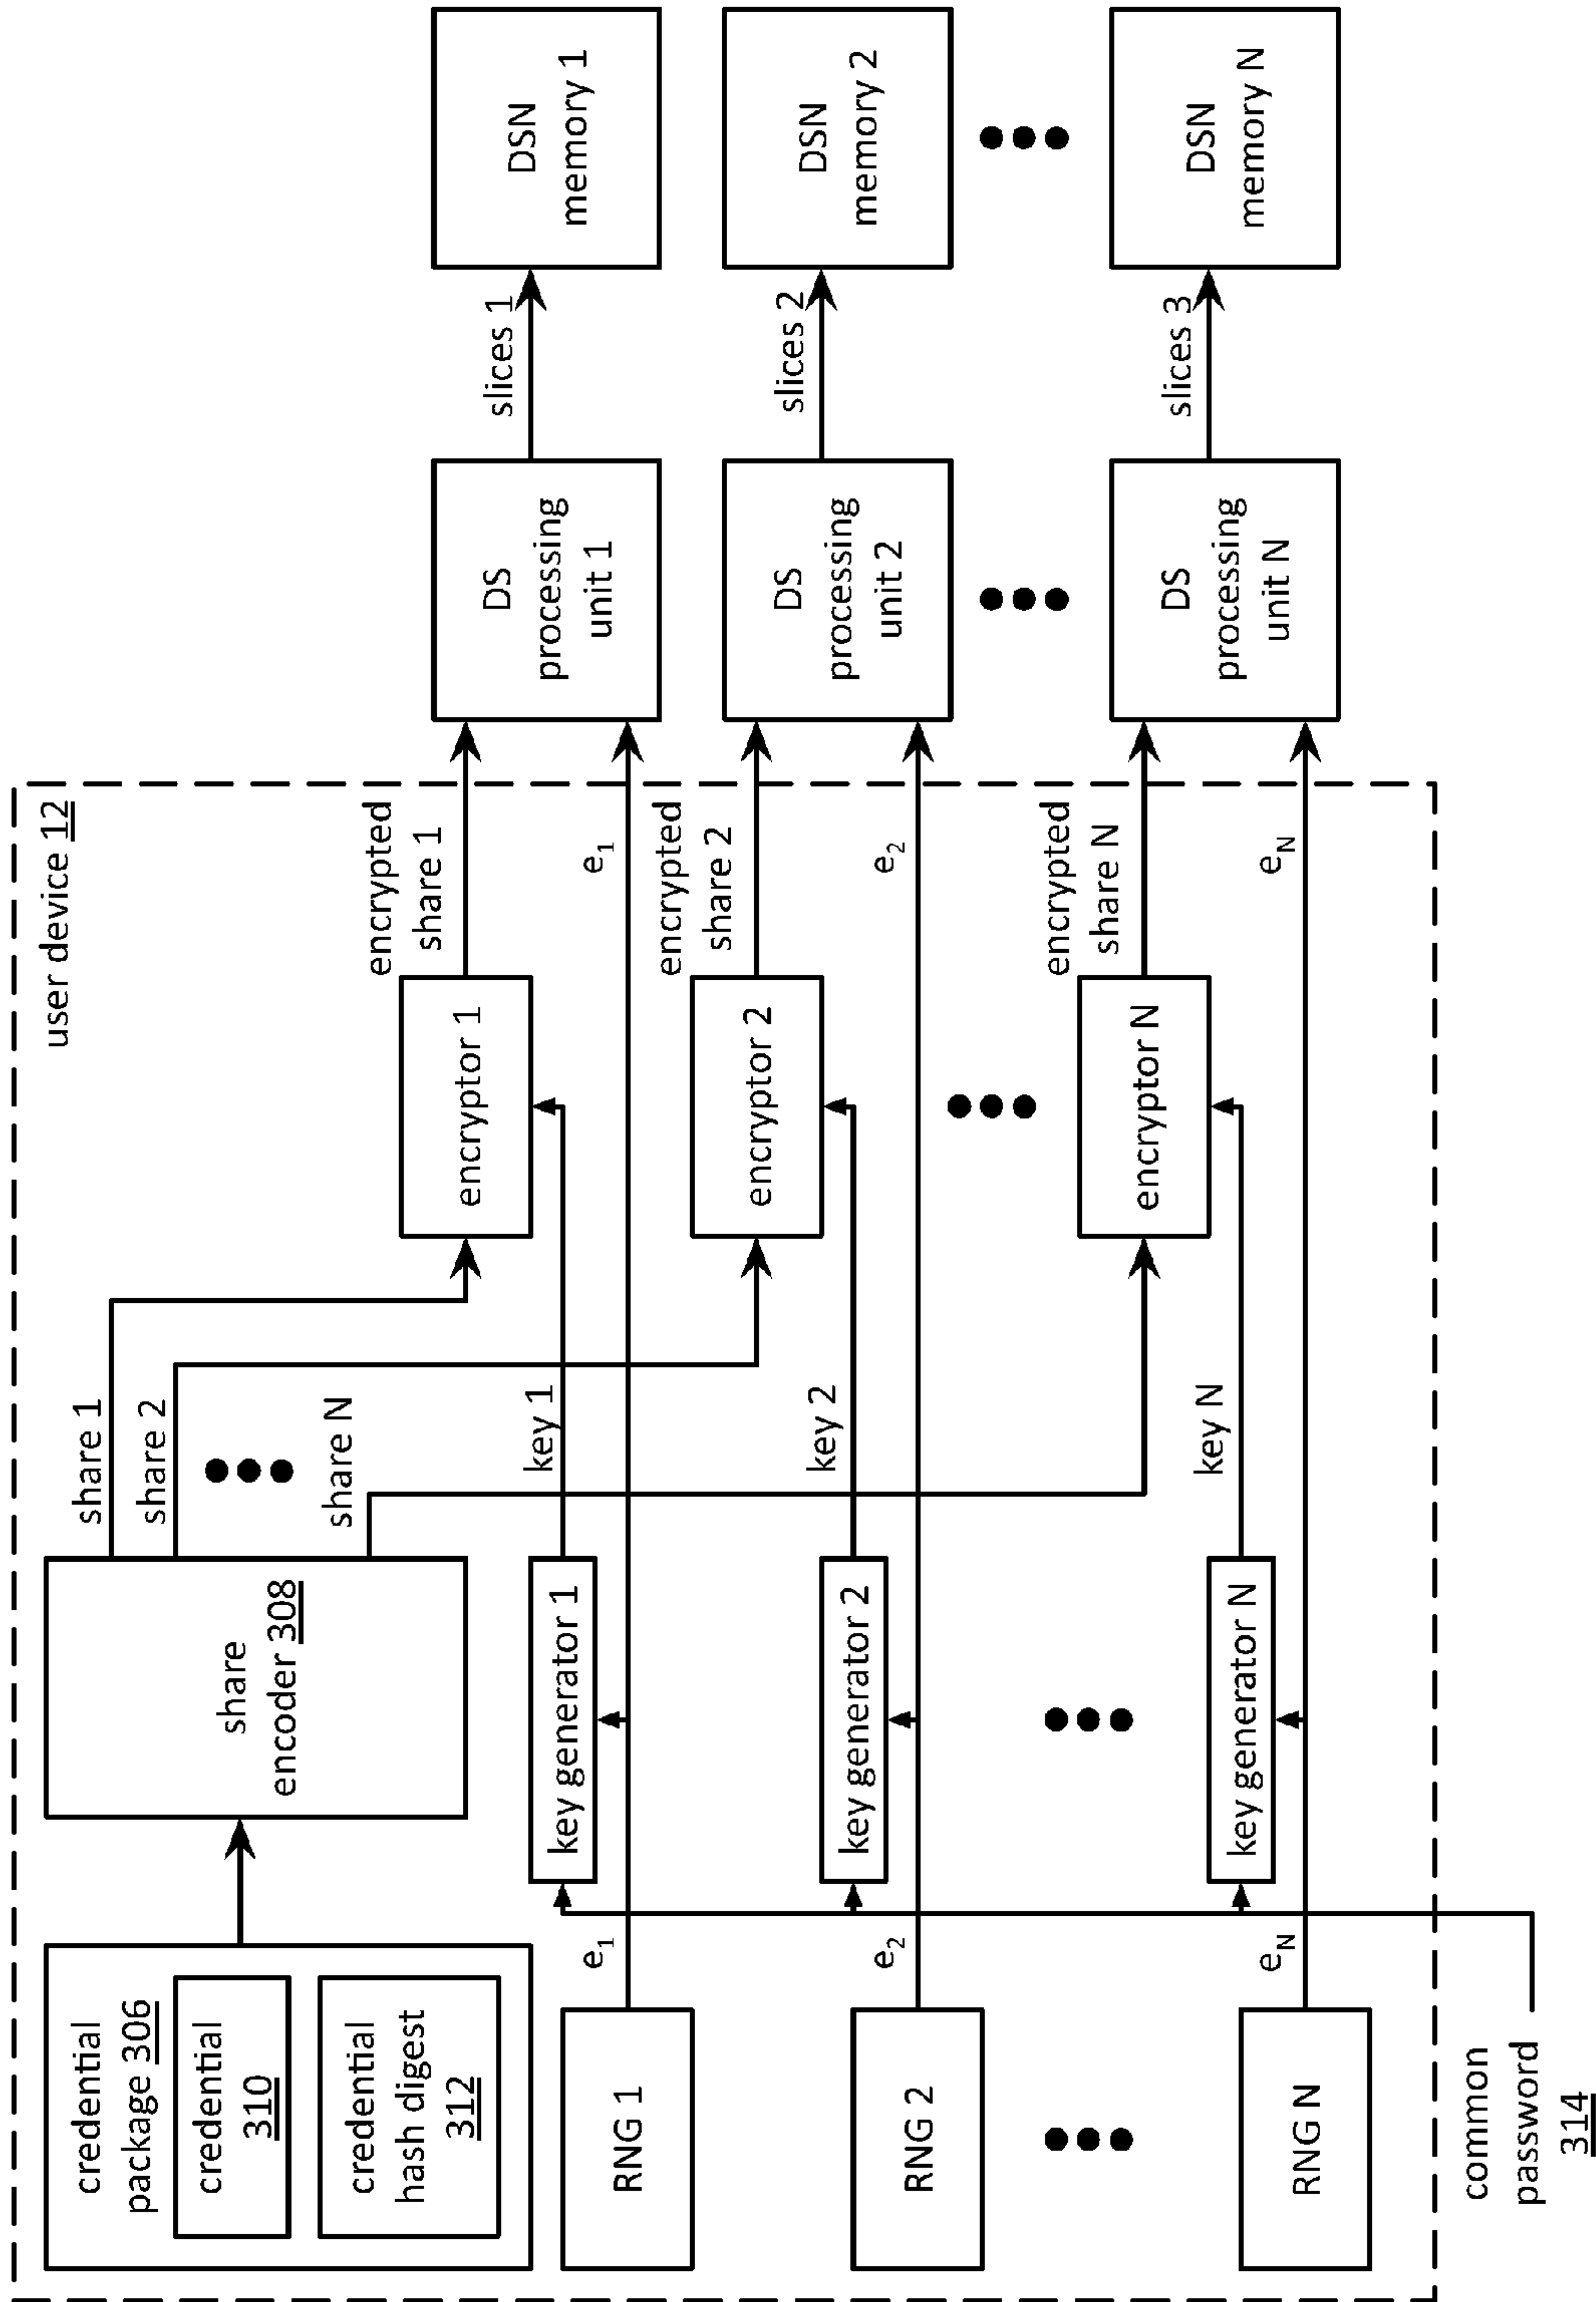 user device 12
credential
package 306
credential
310
credential
hash digest
312
share
encoder 308
share 1
share 2
share N
encryptor 1
encrypted
share 1
DS
processing
unit 1
slices 1
DSN
memory 1
key generator 1
key 1
RNG 1
e1
e1
encryptor 2
encrypted
share 2
DS
processing
unit 2
slices 2
DSN
memory 2
key generator 2
key 2
RNG 2
e2
e2
encryptor N
encrypted
share N
DS
processing
unit N
slices 3
DSN
memory N
key generator N
key N
RNG N
eN
eN
common
password
314